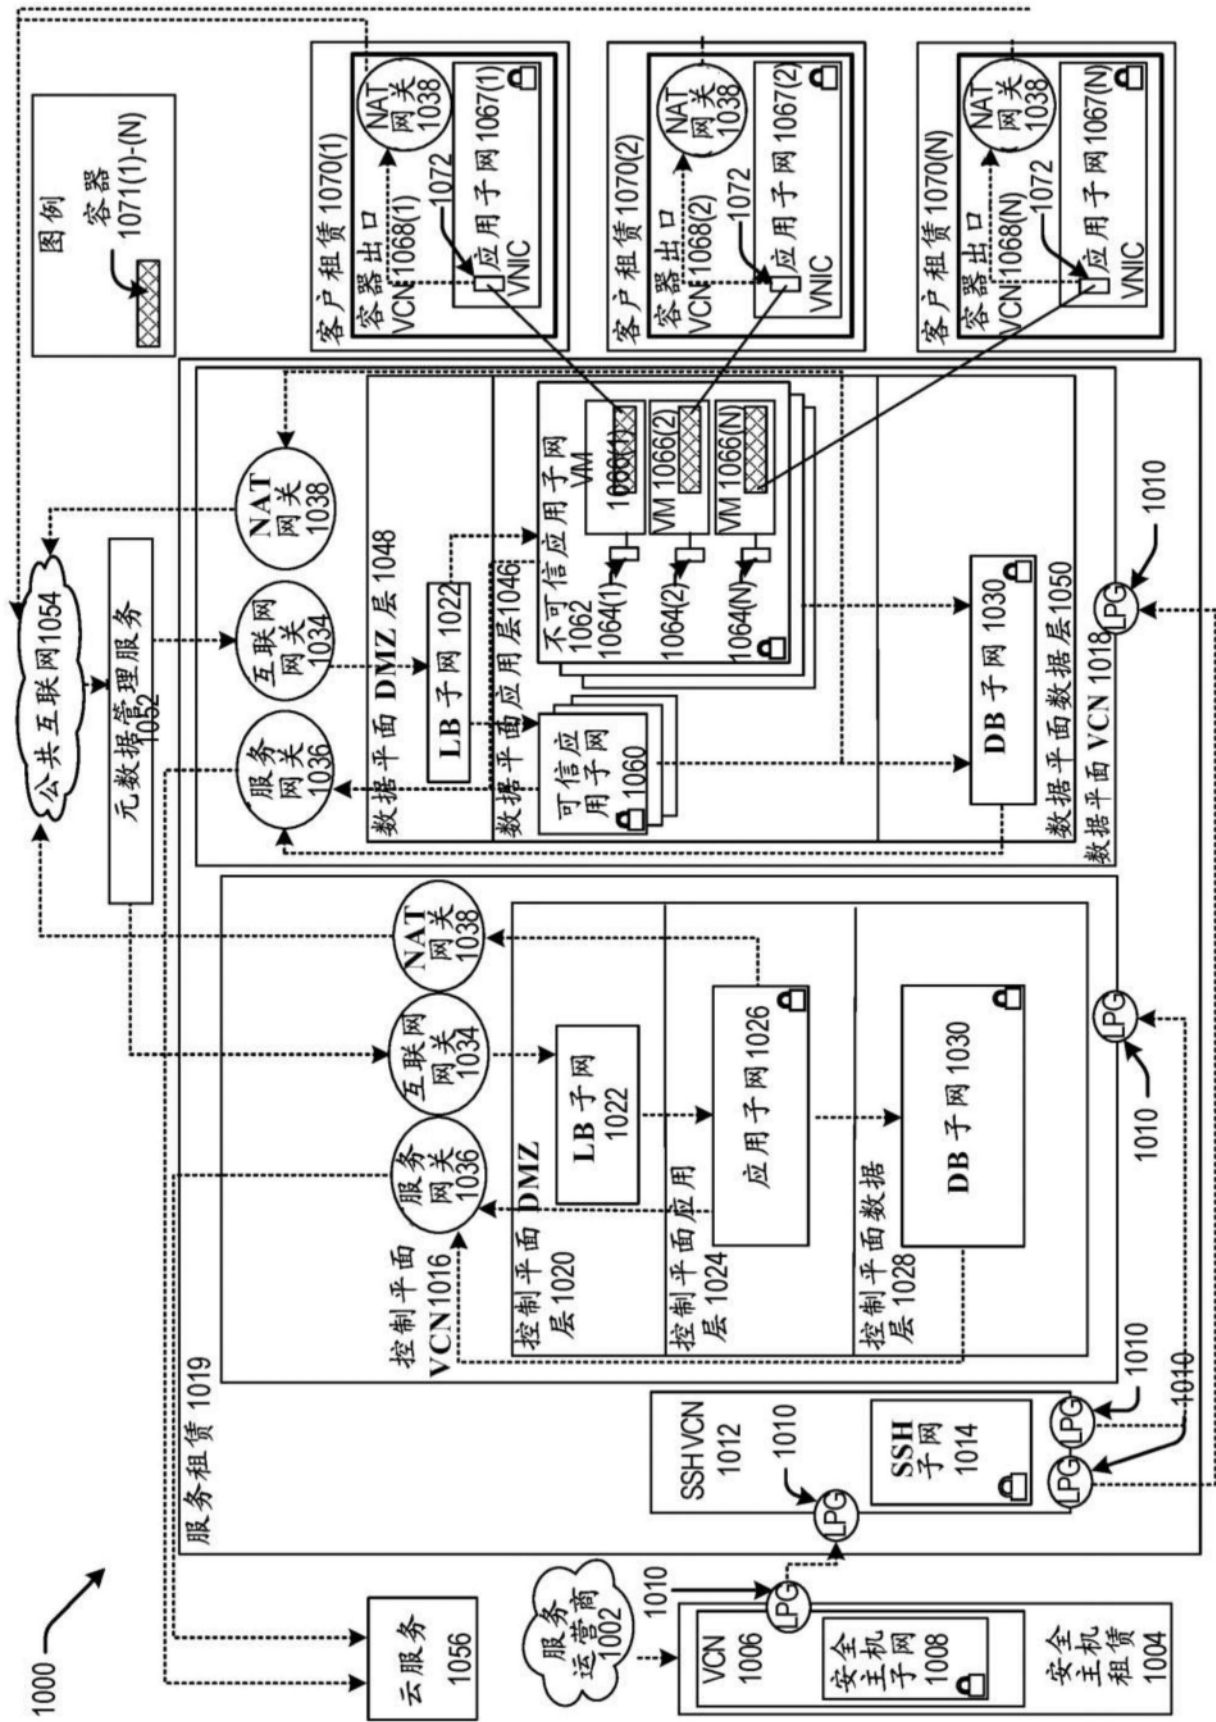 1000
云服务
1056
服务
运营商
1002
1010
LPG
VCN
1006
安全
主机
子网
1008
安全
主机
租赁
1004
服务租赁 1019
SSH VCN
1012
1010
LPG
SSH
子网
1014
LPG
LPG
1010
1010
控制平面
VCN 1016
服务
网关
1036
互联网
网关
1034
NAT
网关
1038
控制平面 DMZ
层 1020
LB 子网
1022
控制平面应用
层 1024
应用子网 1026
控制平面数据
层 1028
DB 子网 1030
LPG
1010
公共互联网 1054
元数据管理服务
1052
服务
网关
1036
互联网
网关
1034
NAT
网关
1038
数据平面 DMZ 层 1048
LB 子网 1022
数据平面应用层 1046
可信应
用子网
1060
不可信应用子网
1062
VM
1066(1)
1064(1)
VM 1066(2)
1064(2)
VM 1066(N)
1064(N)
DB 子网 1030
数据平面数据层 1050
数据平面 VCN 1018
LPG
1010
图例
容器
1071(1)-(N)
客户租赁 1070(1)
容器出口
VCN 1068(1)
NAT
网关
1038
1072
应用子网 1067(1)
VNIC
客户租赁 1070(2)
容器出口
VCN 1068(2)
NAT
网关
1038
1072
应用子网 1067(2)
VNIC
客户租赁 1070(N)
容器出口
VCN 1068(N)
NAT
网关
1038
1072
应用子网 1067(N)
VNIC